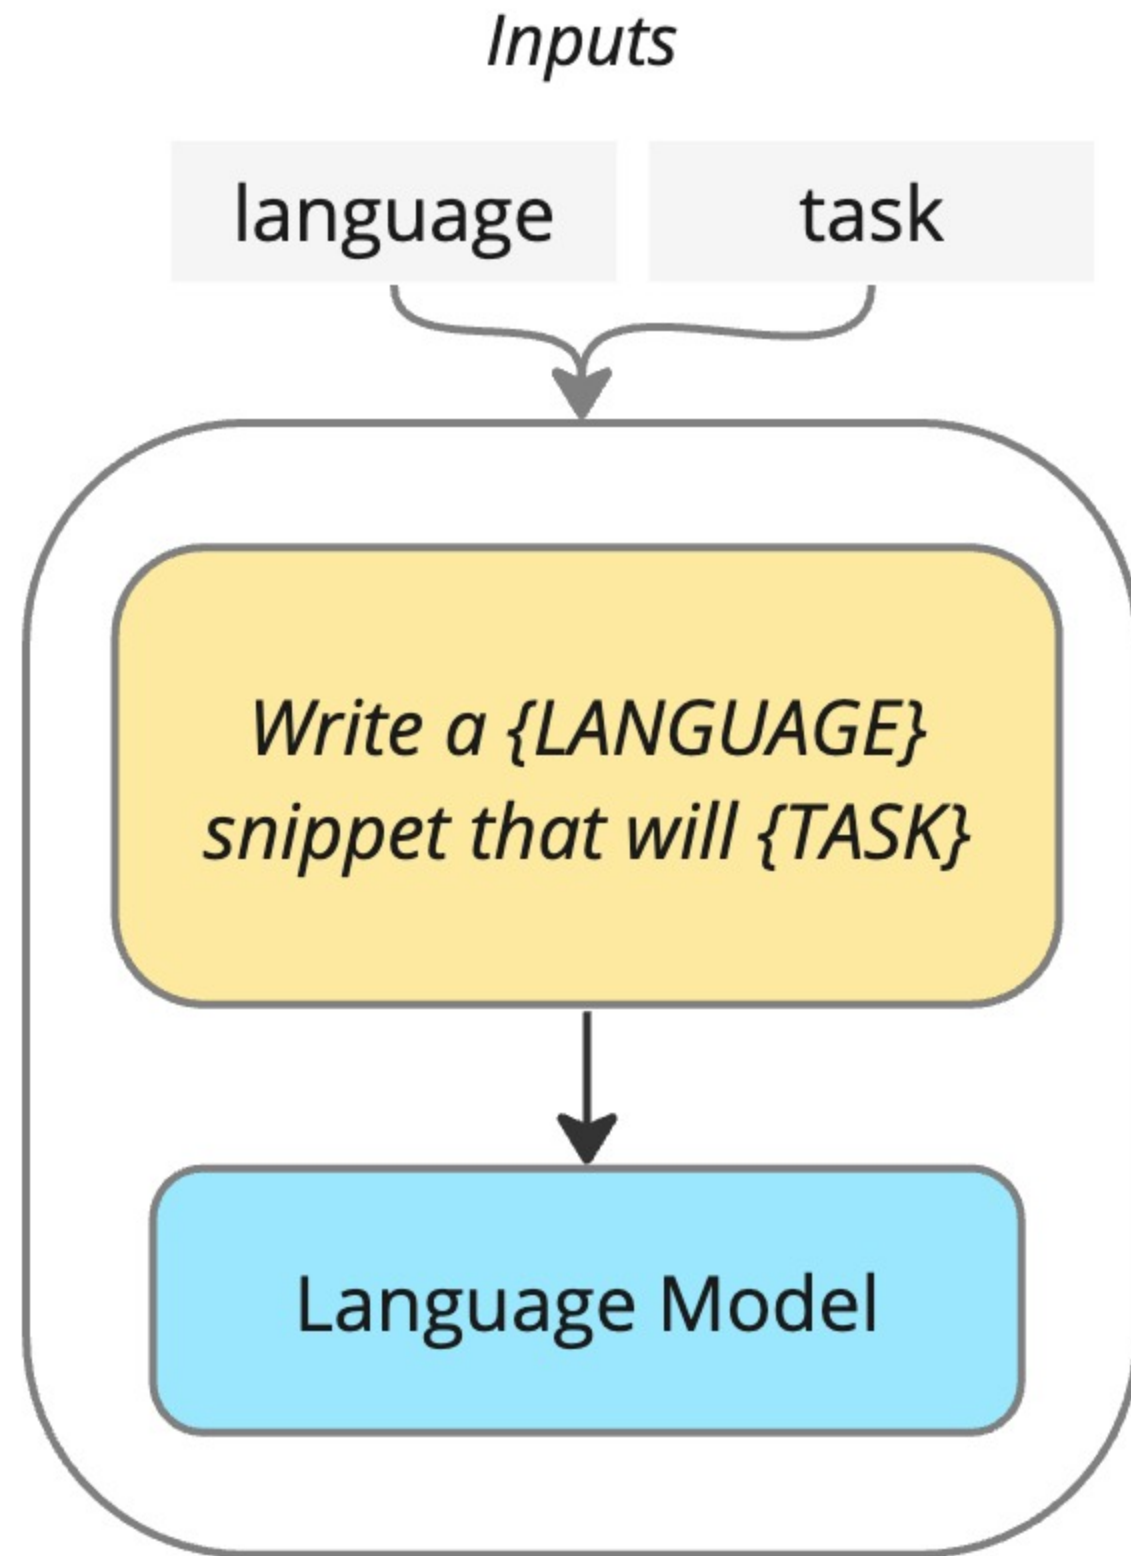 Inputs
language task
Write a {LANGUAGE}
snippet that will {TASK}
Language Model